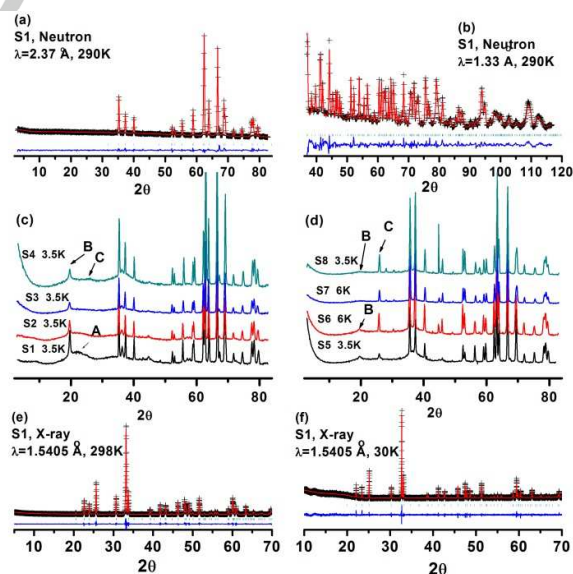 (a)
S1, Neutron
λ=2.37 Å, 290K
10 20 30 40 50 60 70 80
2θ
(b)
S1, Neutron
λ=1.33 Å, 290K
40 50 60 70 80 90 100 110 120
2θ
(c)
B
C
S4 3.5K
S3 3.5K
S2 3.5K
A
S1 3.5K
20 40 60 80
2θ
(d)
B
C
S8 3.5K
S7 6K
B
S6 6K
S5 3.5K
20 40 60 80
2θ
(e)
S1, X-ray
λ=1.5405 Å, 298K
10 20 30 40 50 60 70
2θ
(f)
S1, X-ray
λ=1.5405 Å, 30K
10 20 30 40 50 60 70
2θ